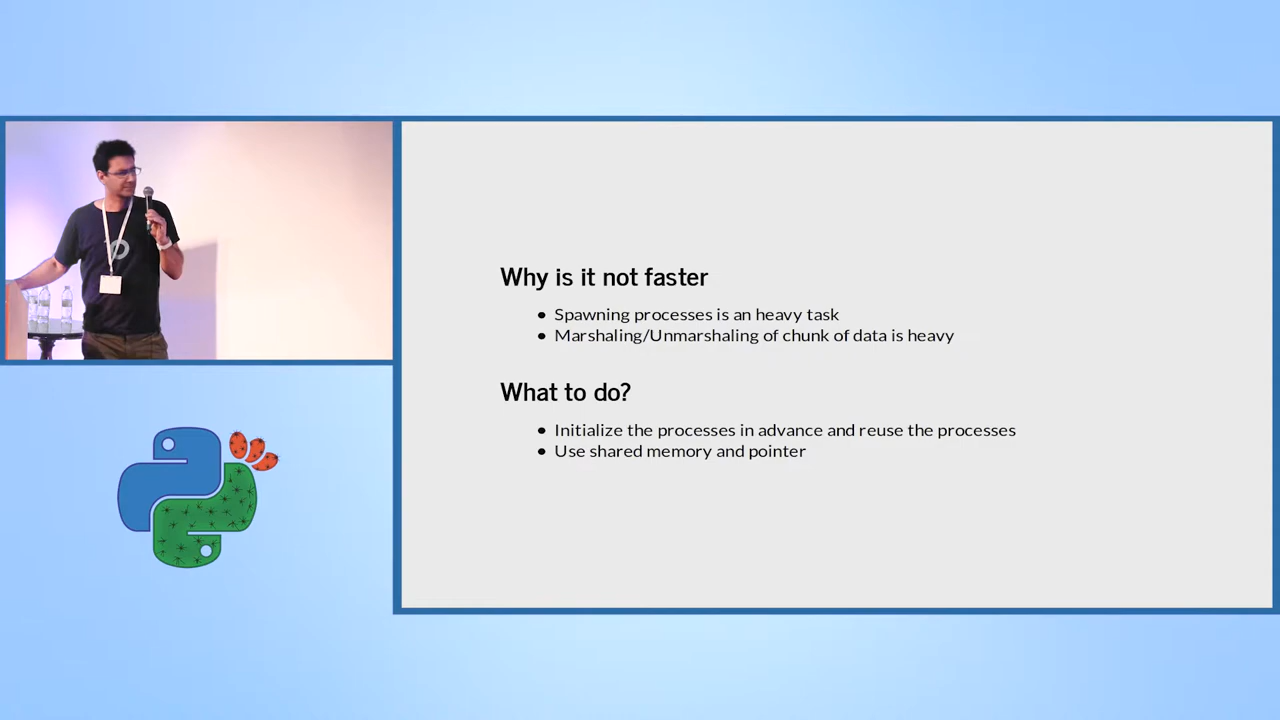 Why is it not faster
• Spawning processes is an heavy task
• Marshaling/Unmarshaling of chunk of data is heavy
What to do?
• Initialize the processes in advance and reuse the processes
• Use shared memory and pointer